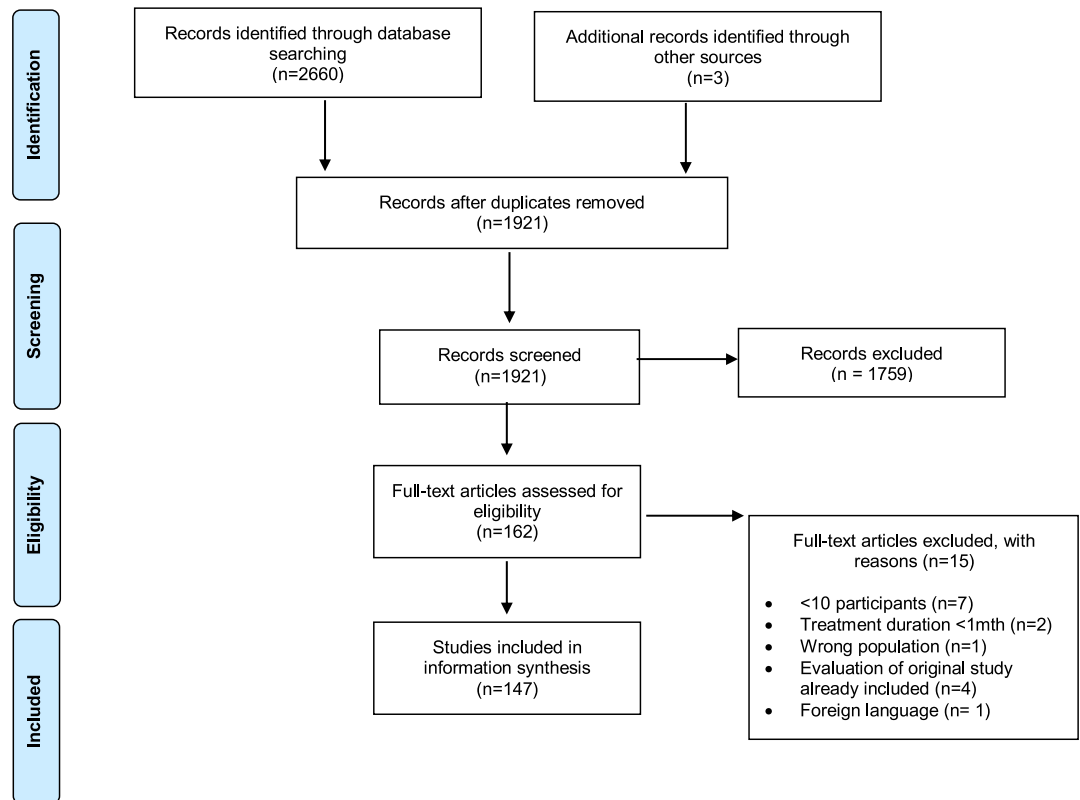 Identification
Records identified through database
searching
(n=2660)
Additional records identified through
other sources
(n=3)
Records after duplicates removed
(n=1921)
Screening
Records screened
(n=1921)
Records excluded
(n = 1759)
Eligibility
Full-text articles assessed for
eligibility
(n=162)
Full-text articles excluded, with
reasons (n=15)
• <10 participants (n=7)
• Treatment duration <1mth (n=2)
• Wrong population (n=1)
• Evaluation of original study
already included (n=4)
• Foreign language (n= 1)
Included
Studies included in
information synthesis
(n=147)